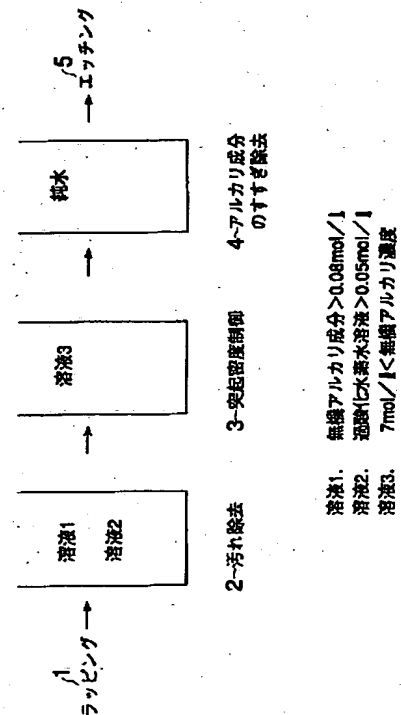 1
ラッピング
溶液1
溶液2
2~汚れ除去
溶液3
3~突起密度制御
純水
4~アルカリ成分
のすすぎ除去
5
エッチング
溶液1. 無機アルカリ成分>0.08mol/l
溶液2. 過酸化水素水溶液>0.05mol/l
溶液3. 7mol/l<無機アルカリ濃度